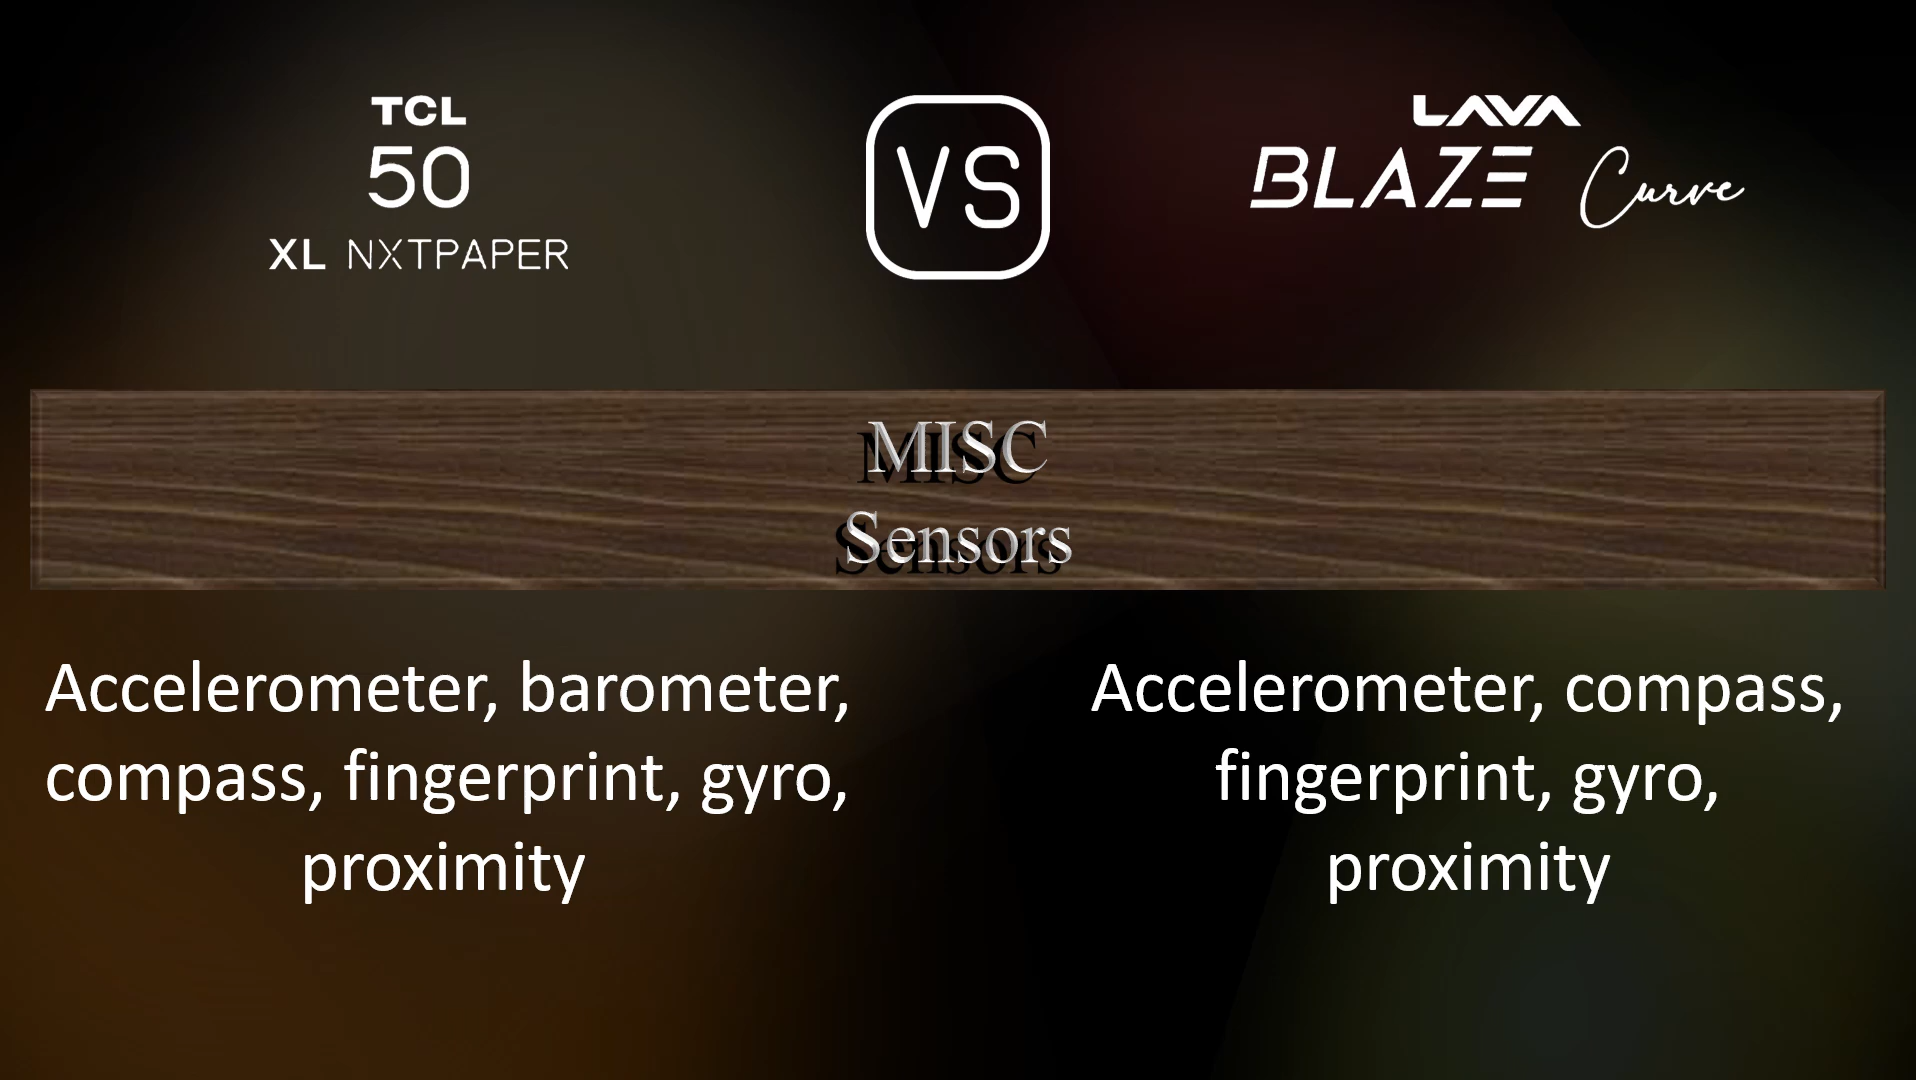 TCL
50
XL NXTPAPER
VS
LAVA
BLAZE Curve
MISC
Sensors
Accelerometer, barometer,
compass, fingerprint, gyro,
proximity
Accelerometer, compass,
fingerprint, gyro,
proximity